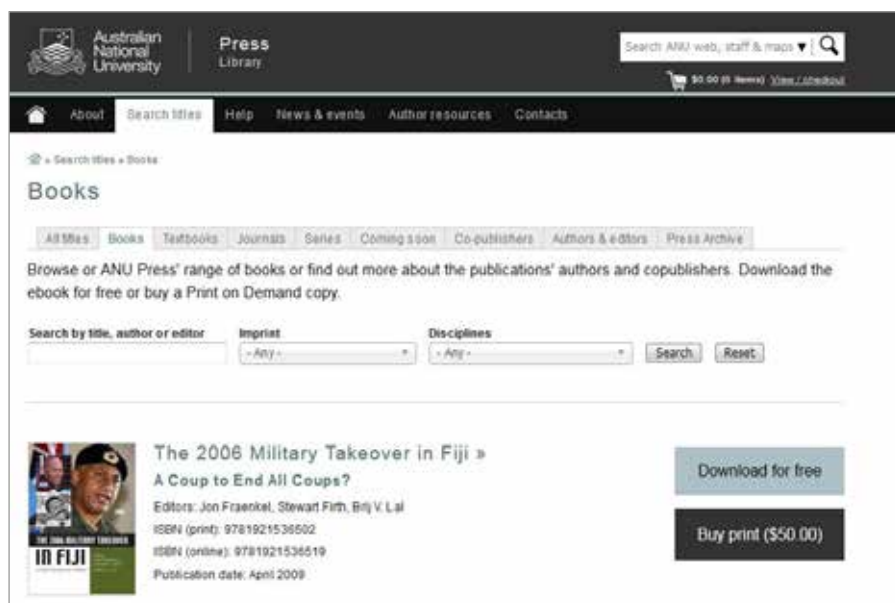 Australian
National
University
Press
Library
Search ANU web, staff & maps
$0.00 (0 items) View / checkout
About Search titles Help News & events Author resources Contacts
» Search titles » Books
Books
All titles Books Textbooks Journals Series Coming soon Co-publishers Authors & editors Press Archive
Browse or ANU Press' range of books or find out more about the publications' authors and copublishers. Download the
ebook for free or buy a Print on Demand copy.
Search by title, author or editor Imprint Disciplines
- Any - - Any - Search Reset
The 2006 Military Takeover in Fiji »
A Coup to End All Coups?
Editors: Jon Fraenkel, Stewart Firth, Brij V. Lal
ISBN (print): 9781921536502
ISBN (online): 9781921536519
Publication date: April 2009
Download for free
Buy print ($50.00)
THE 2006 MILITARY TAKEOVER
IN FIJI